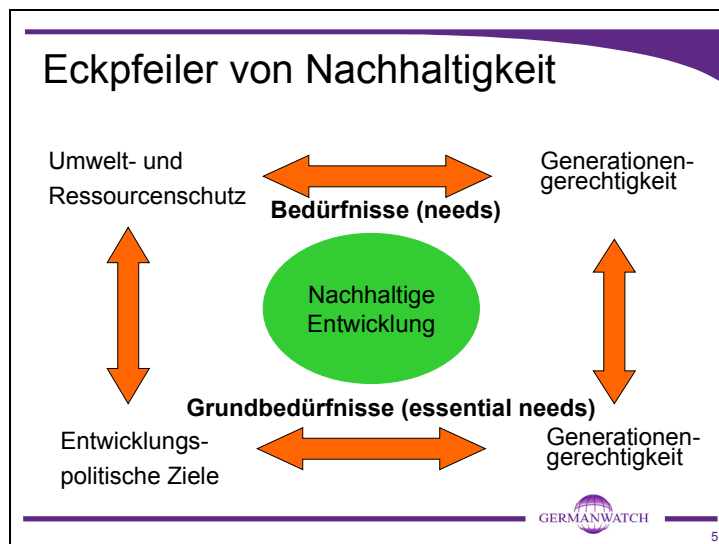 Eckpfeiler von Nachhaltigkeit
Umwelt- und
Ressourcenschutz
Generationen-
gerechtigkeit
Bedürfnisse (needs)
Nachhaltige
Entwicklung
Grundbedürfnisse (essential needs)
Entwicklungs-
politische Ziele
Generationen-
gerechtigkeit
GERMANWATCH
5